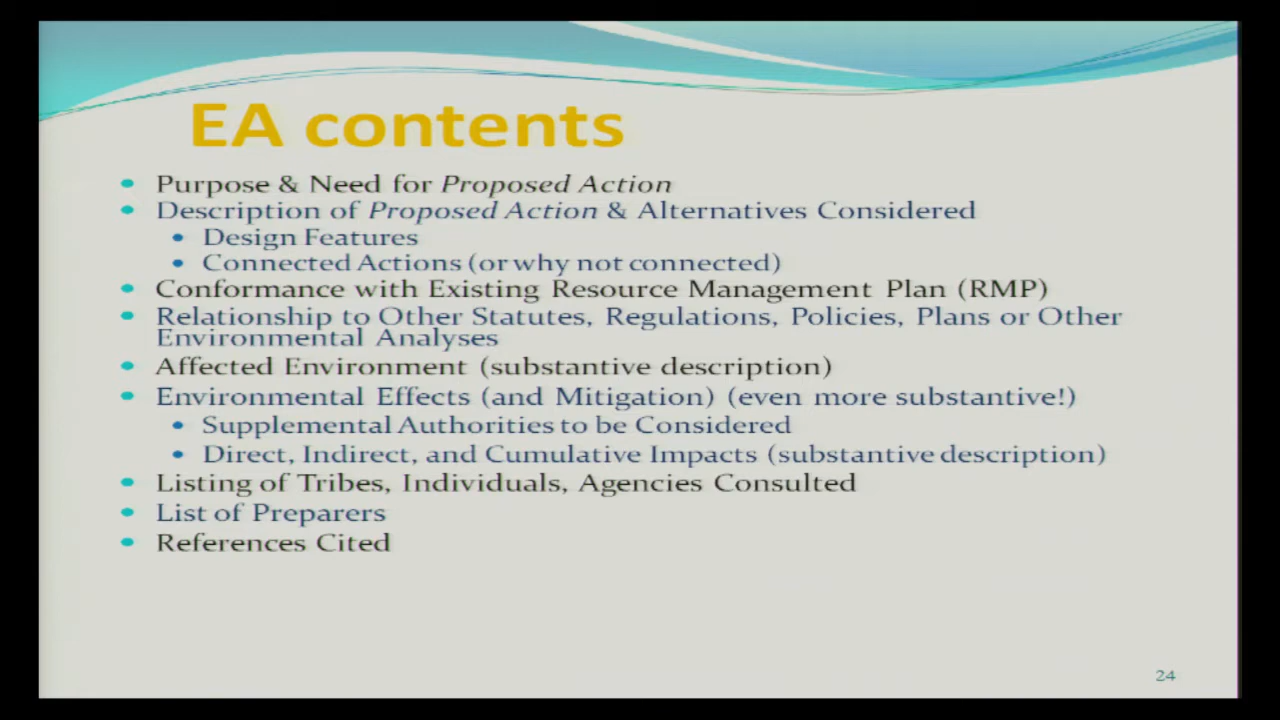 EA contents
• Purpose & Need for Proposed Action
• Description of Proposed Action & Alternatives Considered
• Design Features
• Connected Actions (or why not connected)
• Conformance with Existing Resource Management Plan (RMP)
• Relationship to Other Statutes, Regulations, Policies, Plans or Other
Environmental Analyses
• Affected Environment (substantive description)
• Environmental Effects (and Mitigation) (even more substantive!)
• Supplemental Authorities to be Considered
• Direct, Indirect, and Cumulative Impacts (substantive description)
• Listing of Tribes, Individuals, Agencies Consulted
• List of Preparers
• References Cited
24